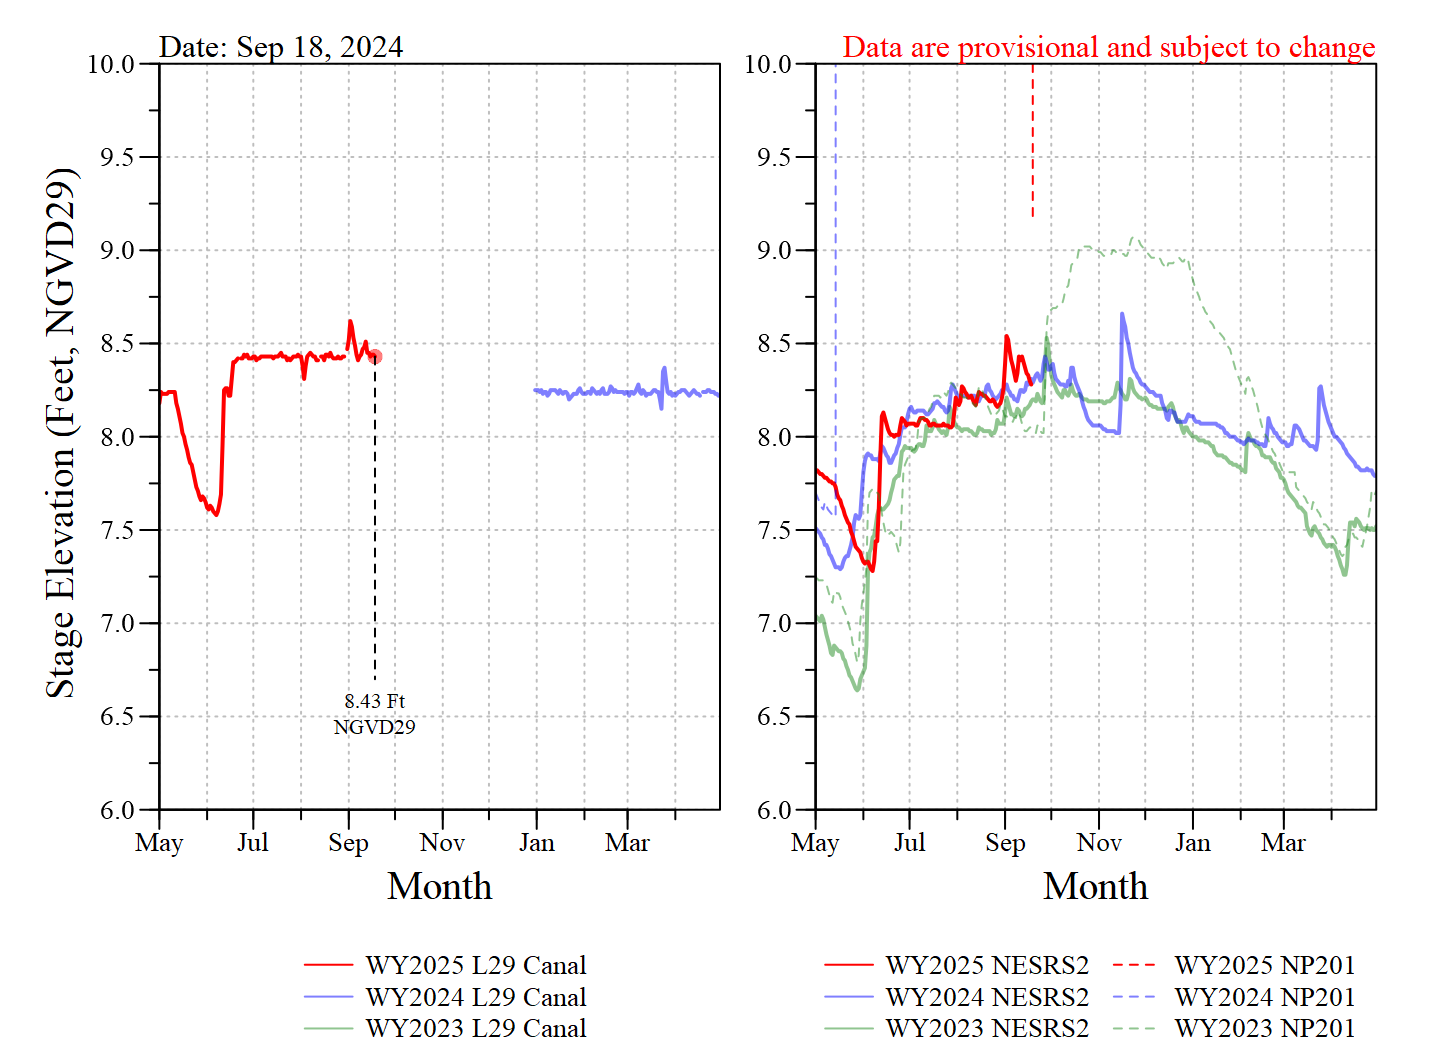 Date: Sep 18, 2024
Data are provisional and subject to change
Stage Elevation (Feet, NGVD29)
10.0
9.5
9.0
8.5
8.0
7.5
7.0
6.5
6.0
8.43 Ft
NGVD29
May Jul Sep Nov Jan Mar
Month
10.0
9.5
9.0
8.5
8.0
7.5
7.0
6.5
6.0
May Jul Sep Nov Jan Mar
Month
WY2025 L29 Canal
WY2024 L29 Canal
WY2023 L29 Canal
WY2025 NESRS2 WY2025 NP201
WY2024 NESRS2 WY2024 NP201
WY2023 NESRS2 WY2023 NP201